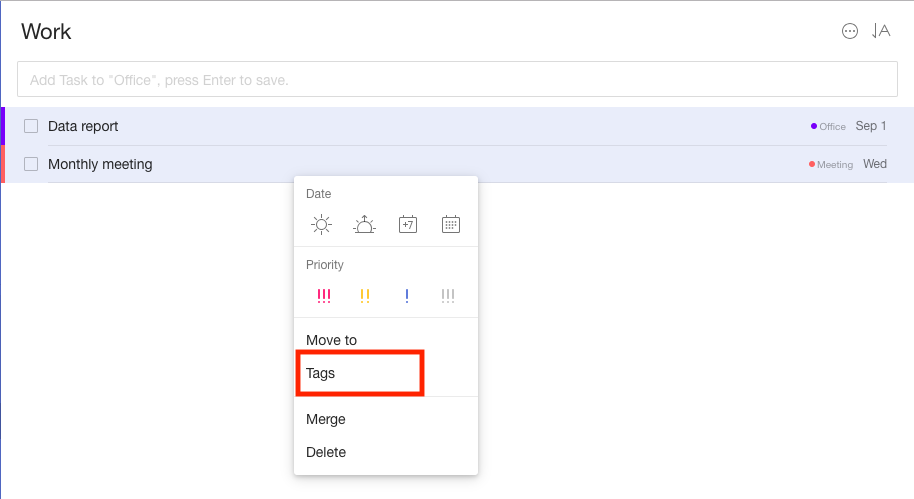 Work
Add Task to "Office", press Enter to save.
Data report Office Sep 1
Monthly meeting Meeting Wed
Date
+7
Priority
!!! !! ! !!!
Move to
Tags
Merge
Delete